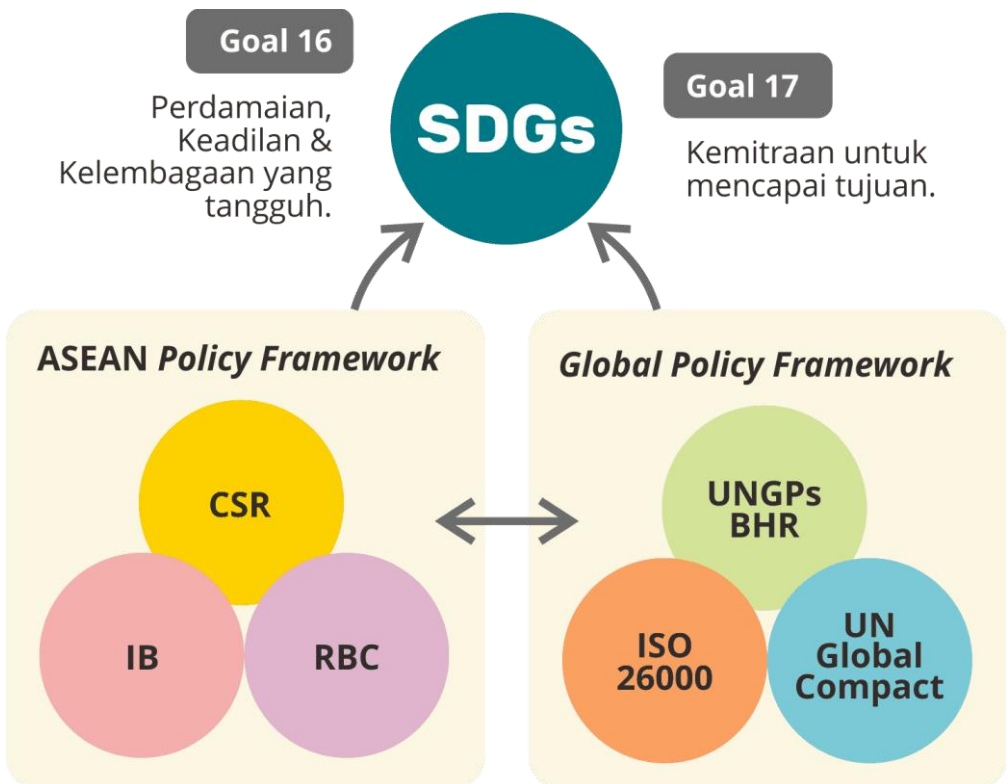 Goal 16
Perdamaian,
Keadilan &
Kelembagaan yang
tangguh.
SDGs
Goal 17
Kemitraan untuk
mencapai tujuan.
ASEAN Policy Framework
CSR
IB
RBC
Global Policy Framework
UNGPs
BHR
ISO
26000
UN
Global
Compact